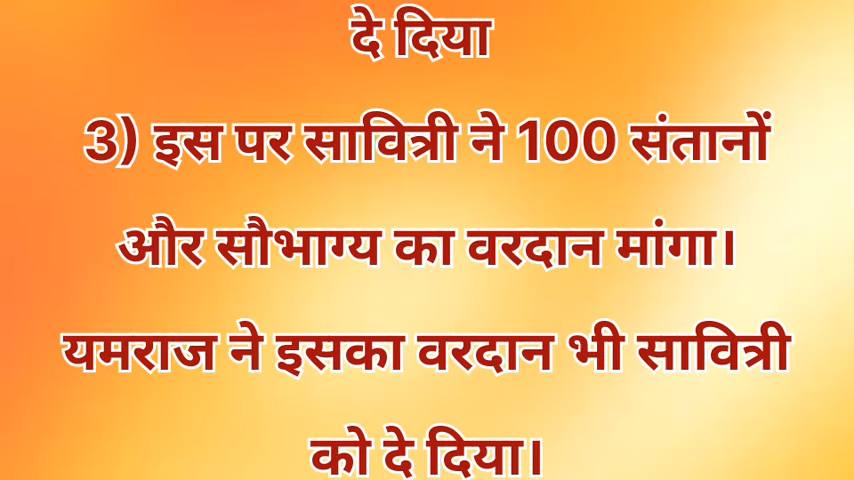 दे दिया
3) इस पर सावित्री ने 100 संतानों
और सौभाग्य का वरदान मांगा।
यमराज ने इसका वरदान भी सावित्री
को दे दिया।